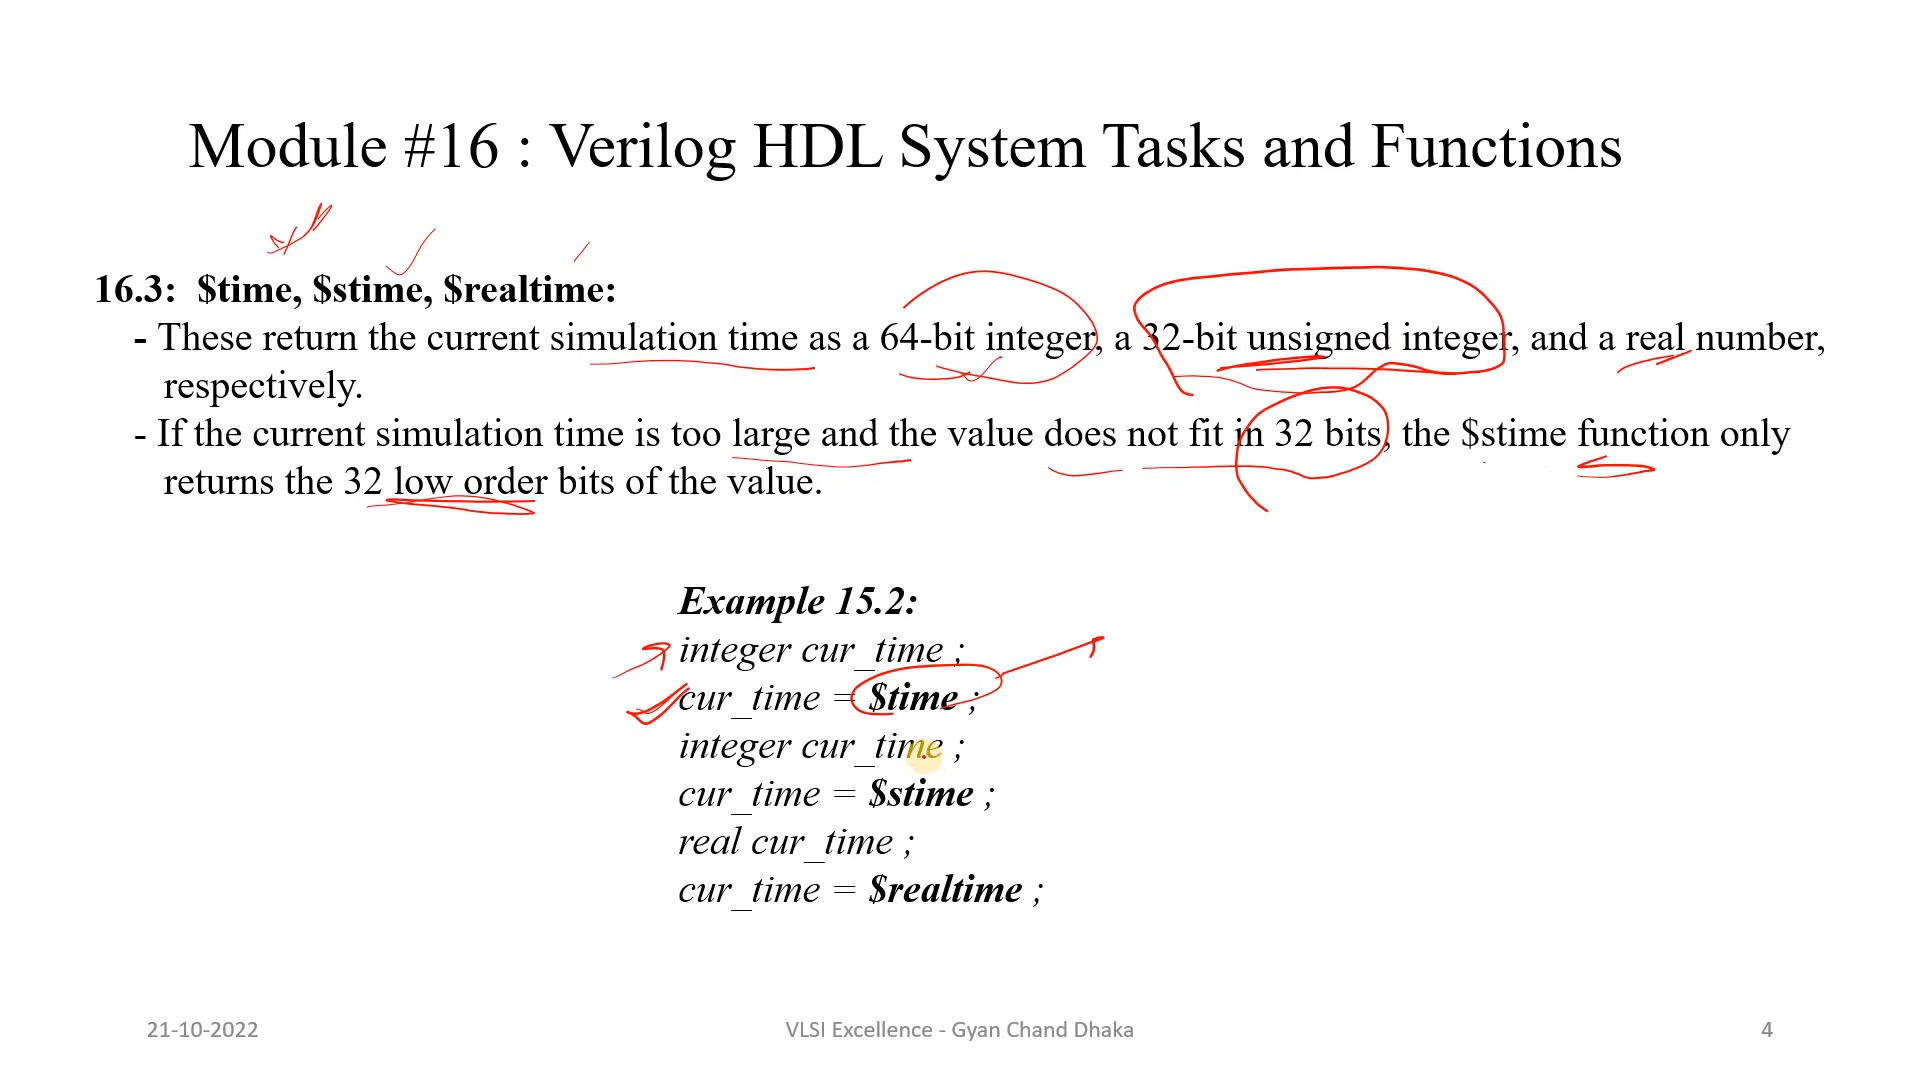 Module #16 : Verilog HDL System Tasks and Functions
16.3: $time, $stime, $realtime:
- These return the current simulation time as a 64-bit integer, a 32-bit unsigned integer, and a real number,
respectively.
- If the current simulation time is too large and the value does not fit in 32 bits, the $stime function only
returns the 32 low order bits of the value.
Example 15.2:
integer cur_time ;
cur_time = $time ;
integer cur_time ;
cur_time = $stime ;
real cur_time ;
cur_time = $realtime ;
21-10-2022
VLSI Excellence - Gyan Chand Dhaka
4